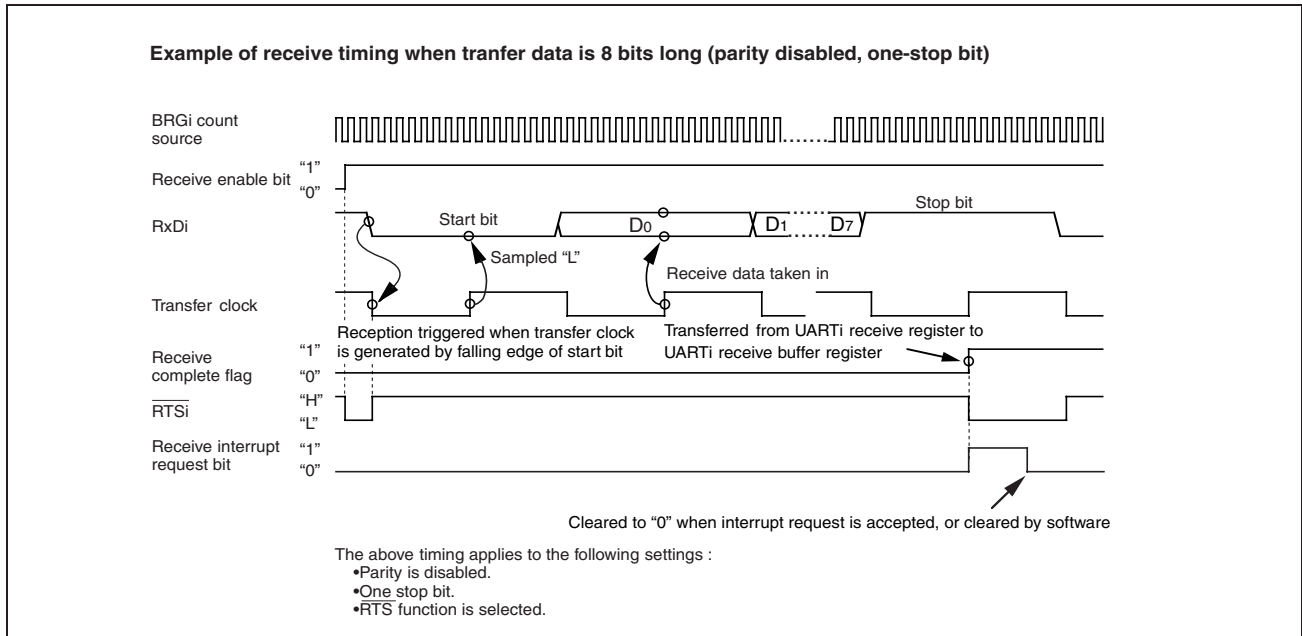 Example of receive timing when tranfer data is 8 bits long (parity disabled, one-stop bit)
BRGi count
source
Receive enable bit
“1”
“0”
RxDi
Start bit
D0
D1
D7
Stop bit
Sampled “L”
Receive data taken in
Transfer clock
Reception triggered when transfer clock
is generated by falling edge of start bit
Transferred from UARTi receive register to
UARTi receive buffer register
Receive
complete flag
“1”
“0”
RTSi
“H”
“L”
Receive interrupt
request bit
“1”
“0”
Cleared to “0” when interrupt request is accepted, or cleared by software
The above timing applies to the following settings :
•Parity is disabled.
•One stop bit.
•RTS function is selected.